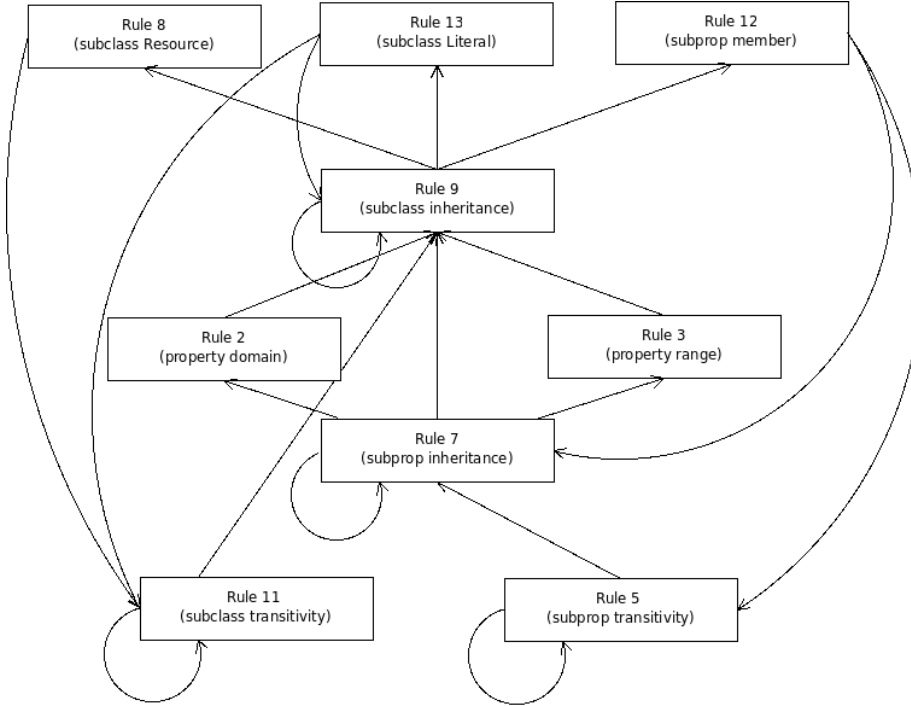 Rule 8
(subclass Resource)
Rule 13
(subclass Literal)
Rule 12
(subprop member)
Rule 9
(subclass inheritance)
Rule 2
(property domain)
Rule 3
(property range)
Rule 7
(subprop inheritance)
Rule 11
(subclass transitivity)
Rule 5
(subprop transitivity)